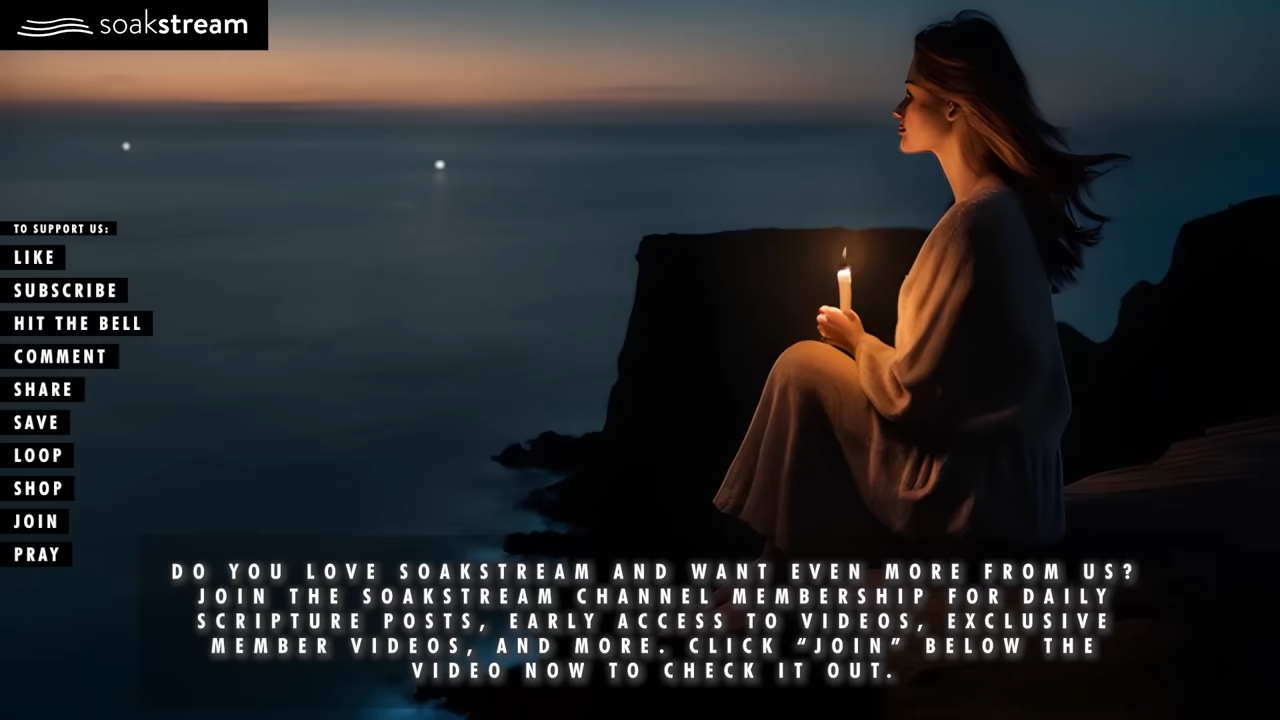 soakstream
TO SUPPORT US:
LIKE
SUBSCRIBE
HIT THE BELL
COMMENT
SHARE
SAVE
LOOP
SHOP
JOIN
PRAY
DO YOU LOVE SOAKSTREAM AND WANT EVEN MORE FROM US?
JOIN THE SOAKSTREAM CHANNEL MEMBERSHIP FOR DAILY
SCRIPTURE POSTS, EARLY ACCESS TO VIDEOS, EXCLUSIVE
MEMBER VIDEOS, AND MORE. CLICK “JOIN” BELOW THE
VIDEO NOW TO CHECK IT OUT.